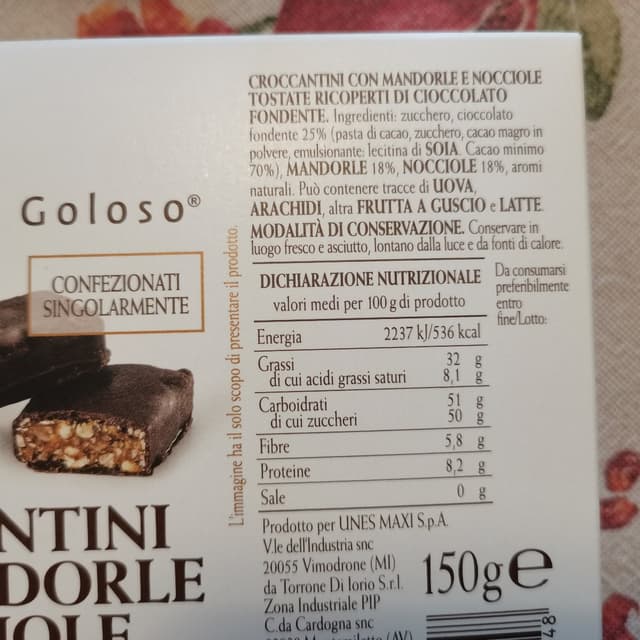 CROCCANTINI CON MANDORLE E NOCCIOLE
TOSTATE RICOPERTI DI CIOCCOLATO
FONDENTE. Ingredienti: zucchero, cioccolato
fondente 25% (pasta di cacao, zucchero, cacao magro in
polvere, emulsionante: lecitina di SOIA. Cacao minimo
70%), MANDORLE 18%, NOCCIOLE 18%, aromi
naturali. Può contenere tracce di UOVA,
ARACHIDI, altra FRUTTA A GUSCIO e LATTE.
MODALITÀ DI CONSERVAZIONE. Conservare in
luogo fresco e asciutto, lontano dalla luce e da fonti di calore.
Goloso®
CONFEZIONATI
SINGOLARMENTE
L'immagine ha il solo scopo di presentare il prodotto.
DICHIARAZIONE NUTRIZIONALE
valori medi per 100 g di prodotto
Energia 2237 kJ/536 kcal
Grassi 32 g
di cui acidi grassi saturi 8,1 g
Carboidrati 51 g
di cui zuccheri 50 g
Fibre 5,8 g
Proteine 8,2 g
Sale 0 g
Da consumarsi
preferibilmente
entro
fine/Lotto:
NTINI
DORLE
IOLE
Prodotto per UNES MAXI S.p.A.
V.le dell'Industria snc
20055 Vimodrone (MI)
da Torrone Di Iorio S.r.l.
Zona Industriale PIP
C.da Cardogna snc
150g e
48